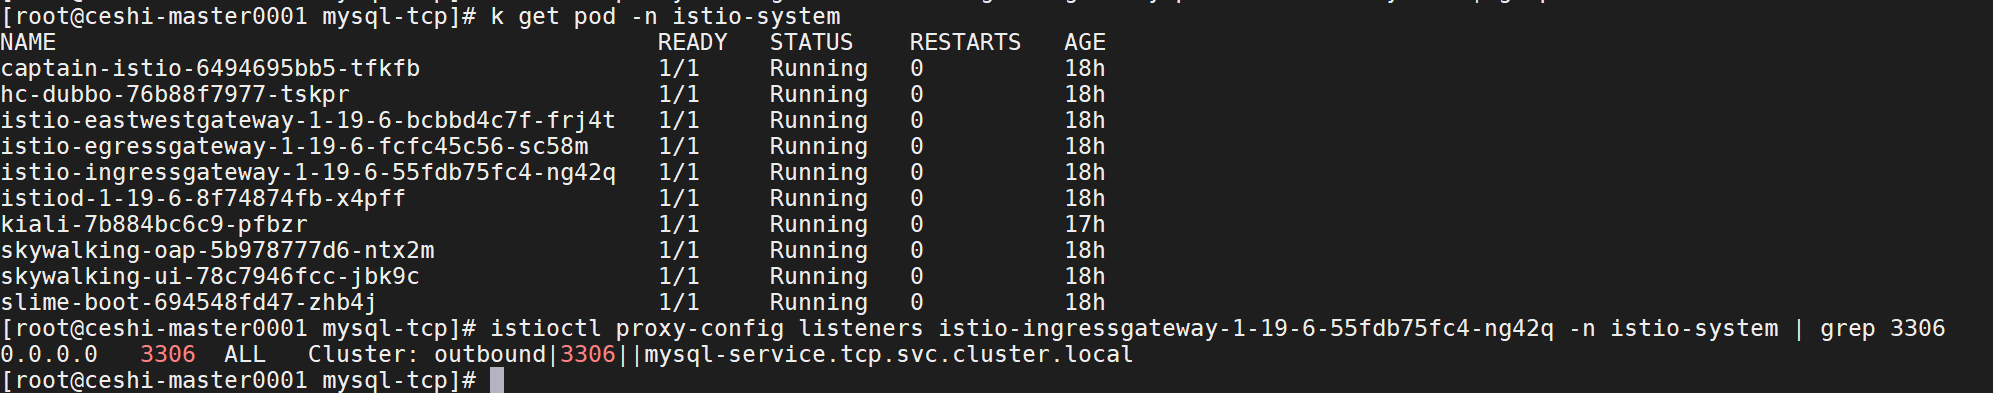 [root@ceshi-master0001 mysql-tcp]# k get pod -n istio-system
NAME READY STATUS RESTARTS AGE
captain-istio-6494695bb5-tfkfb 1/1 Running 0 18h
hc-dubbo-76b88f7977-tskpr 1/1 Running 0 18h
istio-eastwestgateway-1-19-6-bcbbd4c7f-frj4t 1/1 Running 0 18h
istio-egressgateway-1-19-6-fcfc45c56-sc58m 1/1 Running 0 18h
istio-ingressgateway-1-19-6-55fdb75fc4-ng42q 1/1 Running 0 18h
istiod-1-19-6-8f74874fb-x4pff 1/1 Running 0 18h
kiali-7b884bc6c9-pfbzr 1/1 Running 0 17h
skywalking-oap-5b978777d6-ntx2m 1/1 Running 0 18h
skywalking-ui-78c7946fcc-jbk9c 1/1 Running 0 18h
slime-boot-694548fd47-zhb4j 1/1 Running 0 18h
[root@ceshi-master0001 mysql-tcp]# istioctl proxy-config listeners istio-ingressgateway-1-19-6-55fdb75fc4-ng42q -n istio-system | grep 3306
0.0.0.0 3306 ALL Cluster: outbound|3306||mysql-service.tcp.svc.cluster.local
[root@ceshi-master0001 mysql-tcp]#